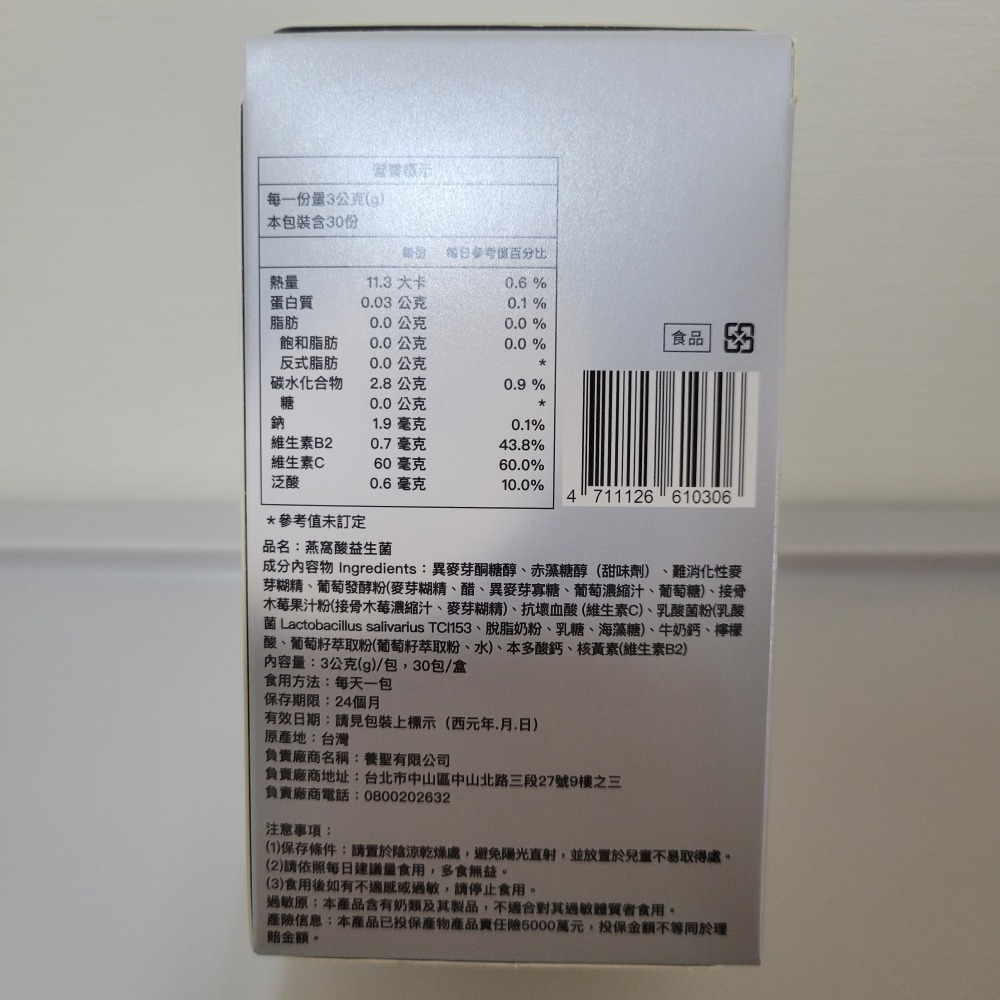 營養標示
每一份量3公克(g)
本包裝含30份
每份 每日參考值百分比
熱量 11.3 大卡 0.6 %
蛋白質 0.03 公克 0.1 %
脂肪 0.0 公克 0.0 %
飽和脂肪 0.0 公克 0.0 %
反式脂肪 0.0 公克 *
碳水化合物 2.8 公克 0.9 %
糖 0.0 公克 *
鈉 1.9 毫克 0.1%
維生素B2 0.7 毫克 43.8%
維生素C 60 毫克 60.0%
泛酸 0.6 毫克 10.0%
*參考值未訂定
食品
4 711126 610306
品名：燕窩酸益生菌
成分內容物 Ingredients：異麥芽酮糖醇、赤藻糖醇（甜味劑）、難消化性麥
芽糊精、葡萄發酵粉(麥芽糊精、醋、異麥芽寡糖、葡萄濃縮汁、葡萄糖)、接骨
木莓果汁粉(接骨木莓濃縮汁、麥芽糊精)、抗壞血酸 (維生素C)、乳酸菌粉(乳酸
菌 Lactobacillus salivarius TCI153、脫脂奶粉、乳糖、海藻糖)、牛奶鈣、檸檬
酸、葡萄籽萃取粉(葡萄籽萃取粉、水)、本多酸鈣、核黃素(維生素B2)
內容量：3公克(g)/包，30包/盒
食用方法：每天一包
保存期限：24個月
有效日期：請見包裝上標示（西元年.月.日）
原產地：台灣
負責廠商名稱：養聖有限公司
負責廠商地址：台北市中山區中山北路三段27號9樓之三
負責廠商電話：0800202632
注意事項：
(1)保存條件：請置於陰涼乾燥處，避免陽光直射，並放置於兒童不易取得處。
(2)請依照每日建議量食用，多食無益。
(3)食用後如有不適感或過敏，請停止食用。
過敏原：本產品含有奶類及其製品，不適合對其過敏體質者食用。
產險信息：本產品已投保產物產品責任險5000萬元，投保金額不等同於理
賠金額。